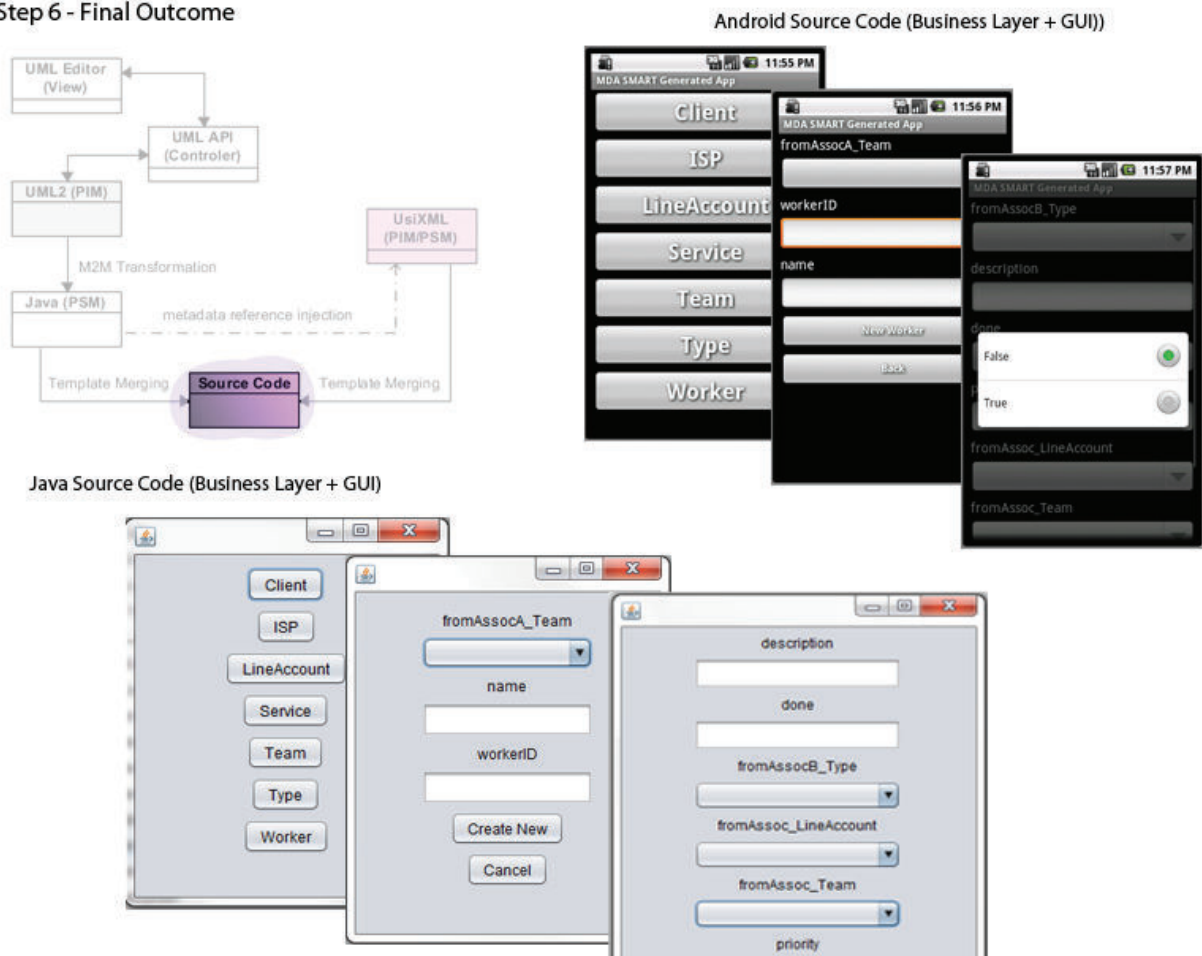 Step 6 - Final Outcome
UML Editor
(View)
UML API
(Controler)
UML2 (PIM)
UsiXML
(PIM/PSM)
M2M Transformation
Java (PSM)
metadata reference injection
Template Merging
Source Code
Template Merging
Android Source Code (Business Layer + GUI))
11:55 PM
MDA SMART Generated App
Client
ISP
LineAccount
Service
Team
Type
Worker
11:56 PM
MDA SMART Generated App
fromAssocA_Team
workerID
name
New Worker
Back
11:57 PM
MDA SMART Generated App
fromAssocB_Type
description
done
False
True
fromAssoc_LineAccount
fromAssoc_Team
Java Source Code (Business Layer + GUI)
Client
ISP
LineAccount
Service
Team
Type
Worker
fromAssocA_Team
name
workerID
Create New
Cancel
description
done
fromAssocB_Type
fromAssoc_LineAccount
fromAssoc_Team
priority